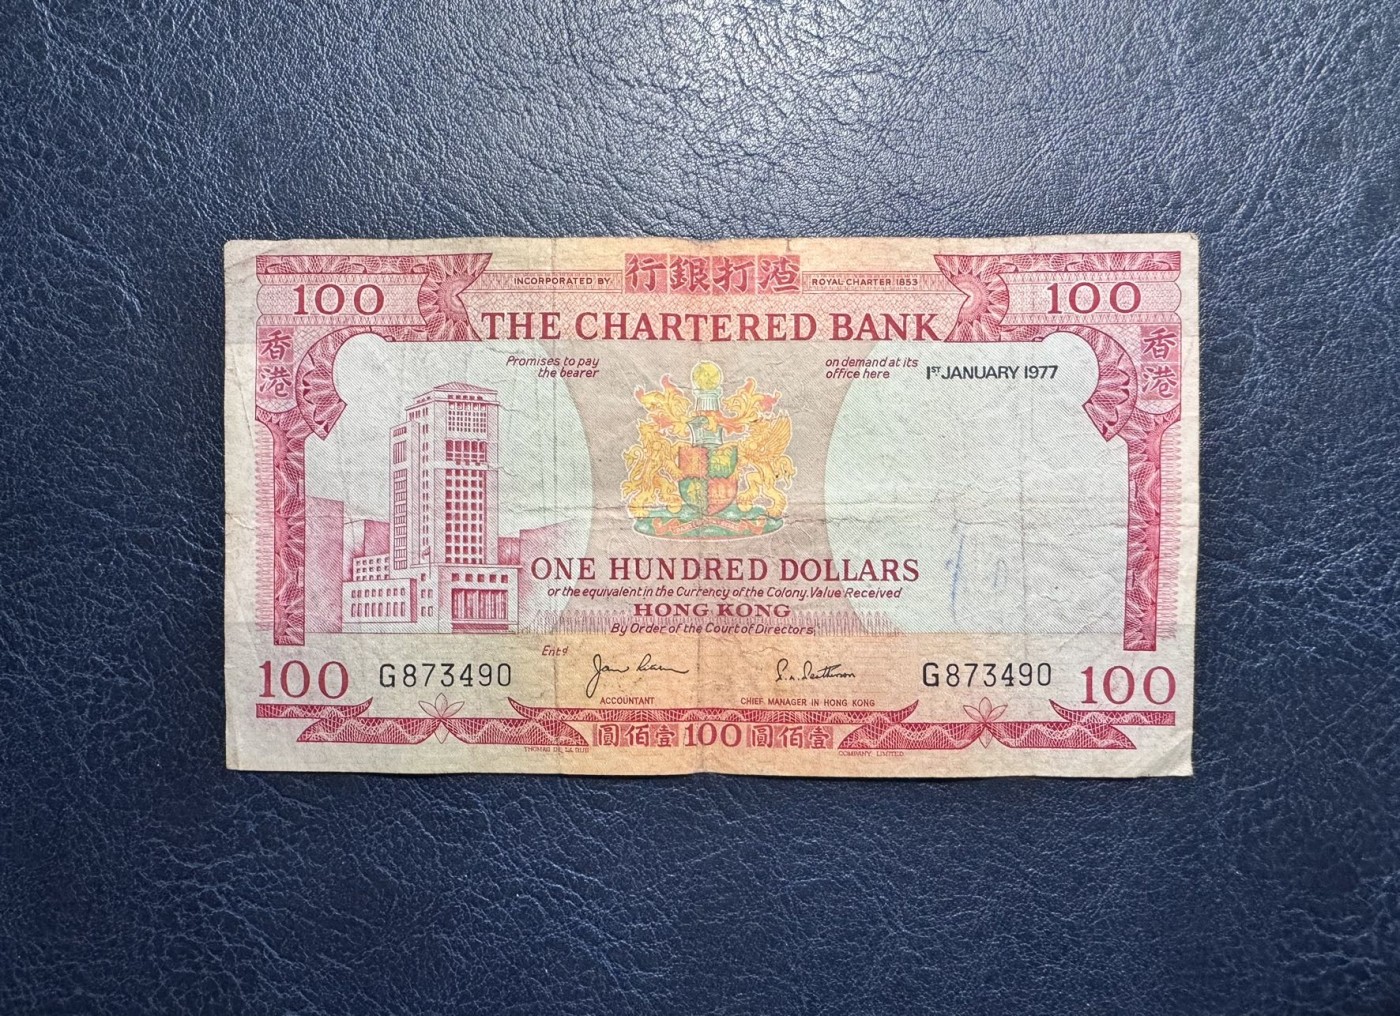 INCORPORATED BY 行銀打渣 ROYAL CHARTER 1853
100 THE CHARTERED BANK 100
香港 香港
Promises to pay the bearer
on demand at its office here
1ST JANUARY 1977
ONE HUNDRED DOLLARS
or the equivalent in the Currency of the Colony. Value Received
HONG KONG
By Order of the Court of Directors,
Entd
100 G873490 G873490 100
ACCOUNTANT CHIEF MANAGER IN HONG KONG
圓佰壹 100 圓佰壹
THOMAS DE LA RUE COMPANY LIMITED